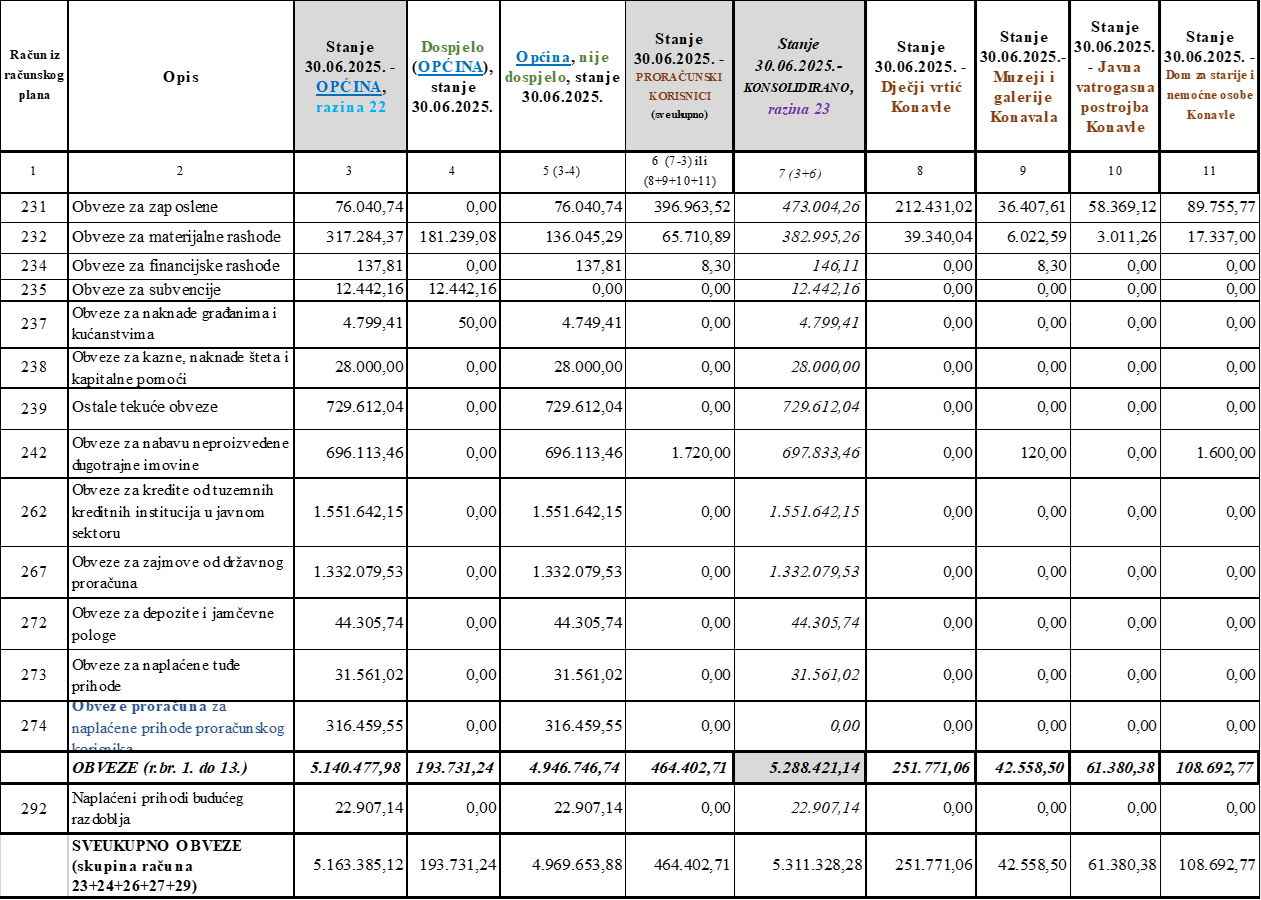 Račun iz
računskog
plana
Opis
Stanje
30.06.2025. -
OPĆINA,
razina 22
Dospjelo
(OPĆINA),
stanje
30.06.2025.
Općina, nije
dospjelo, stanje
30.06.2025.
Stanje
30.06.2025. -
PRORAČUNSKI
KORISNICI
(sveukupno)
Stanje
30.06.2025.-
KONSOLIDIRANO,
razina 23
Stanje
30.06.2025. -
Dječji vrtić
Konavle
Stanje
30.06.2025.-
Muzeji i
galerije
Konavala
Stanje
30.06.2025.
- Javna
vatrogasna
postrojba
Konavle
Stanje
30.06.2025. -
Dom za starije i
nemoćne osobe
Konavle
1 2 3 4 5 (3-4) 6 (7-3) ili
(8+9+10+11) 7 (3+6) 8 9 10 11
231 Obveze za zaposlene 76.040,74 0,00 76.040,74 396.963,52 473.004,26 212.431,02 36.407,61 58.369,12 89.755,77
232 Obveze za materijalne rashode 317.284,37 181.239,08 136.045,29 65.710,89 382.995,26 39.340,04 6.022,59 3.011,26 17.337,00
234 Obveze za financijske rashode 137,81 0,00 137,81 8,30 146,11 0,00 8,30 0,00 0,00
235 Obveze za subvencije 12.442,16 12.442,16 0,00 0,00 12.442,16 0,00 0,00 0,00 0,00
237 Obveze za naknade građanima i
kućanstvima 4.799,41 50,00 4.749,41 0,00 4.799,41 0,00 0,00 0,00 0,00
238 Obveze za kazne, naknade šteta i
kapitalne pomoći 28.000,00 0,00 28.000,00 0,00 28.000,00 0,00 0,00 0,00 0,00
239 Ostale tekuće obveze 729.612,04 0,00 729.612,04 0,00 729.612,04 0,00 0,00 0,00 0,00
242 Obveze za nabavu neproizvedene
dugotrajne imovine 696.113,46 0,00 696.113,46 1.720,00 697.833,46 0,00 120,00 0,00 1.600,00
262 Obveze za kredite od tuzemnih
kreditnih institucija u javnom
sektoru 1.551.642,15 0,00 1.551.642,15 0,00 1.551.642,15 0,00 0,00 0,00 0,00
267 Obveze za zajmove od državnog
proračuna 1.332.079,53 0,00 1.332.079,53 0,00 1.332.079,53 0,00 0,00 0,00 0,00
272 Obveze za depozite i jamčevne
pologe 44.305,74 0,00 44.305,74 0,00 44.305,74 0,00 0,00 0,00 0,00
273 Obveze za naplaćene tuđe
prihode 31.561,02 0,00 31.561,02 0,00 31.561,02 0,00 0,00 0,00 0,00
274 Obveze proračuna za
naplaćene prihode proračunskog
korisnika 316.459,55 0,00 316.459,55 0,00 0,00 0,00 0,00 0,00 0,00
OBVEZE (r.br. 1. do 13.) 5.140.477,98 193.731,24 4.946.746,74 464.402,71 5.288.421,14 251.771,06 42.558,50 61.380,38 108.692,77
292 Naplaćeni prihodi budućeg
razdoblja 22.907,14 0,00 22.907,14 0,00 22.907,14 0,00 0,00 0,00 0,00
SVEUKUPNO OBVEZE
(skupina računa
23+24+26+27+29) 5.163.385,12 193.731,24 4.969.653,88 464.402,71 5.311.328,28 251.771,06 42.558,50 61.380,38 108.692,77